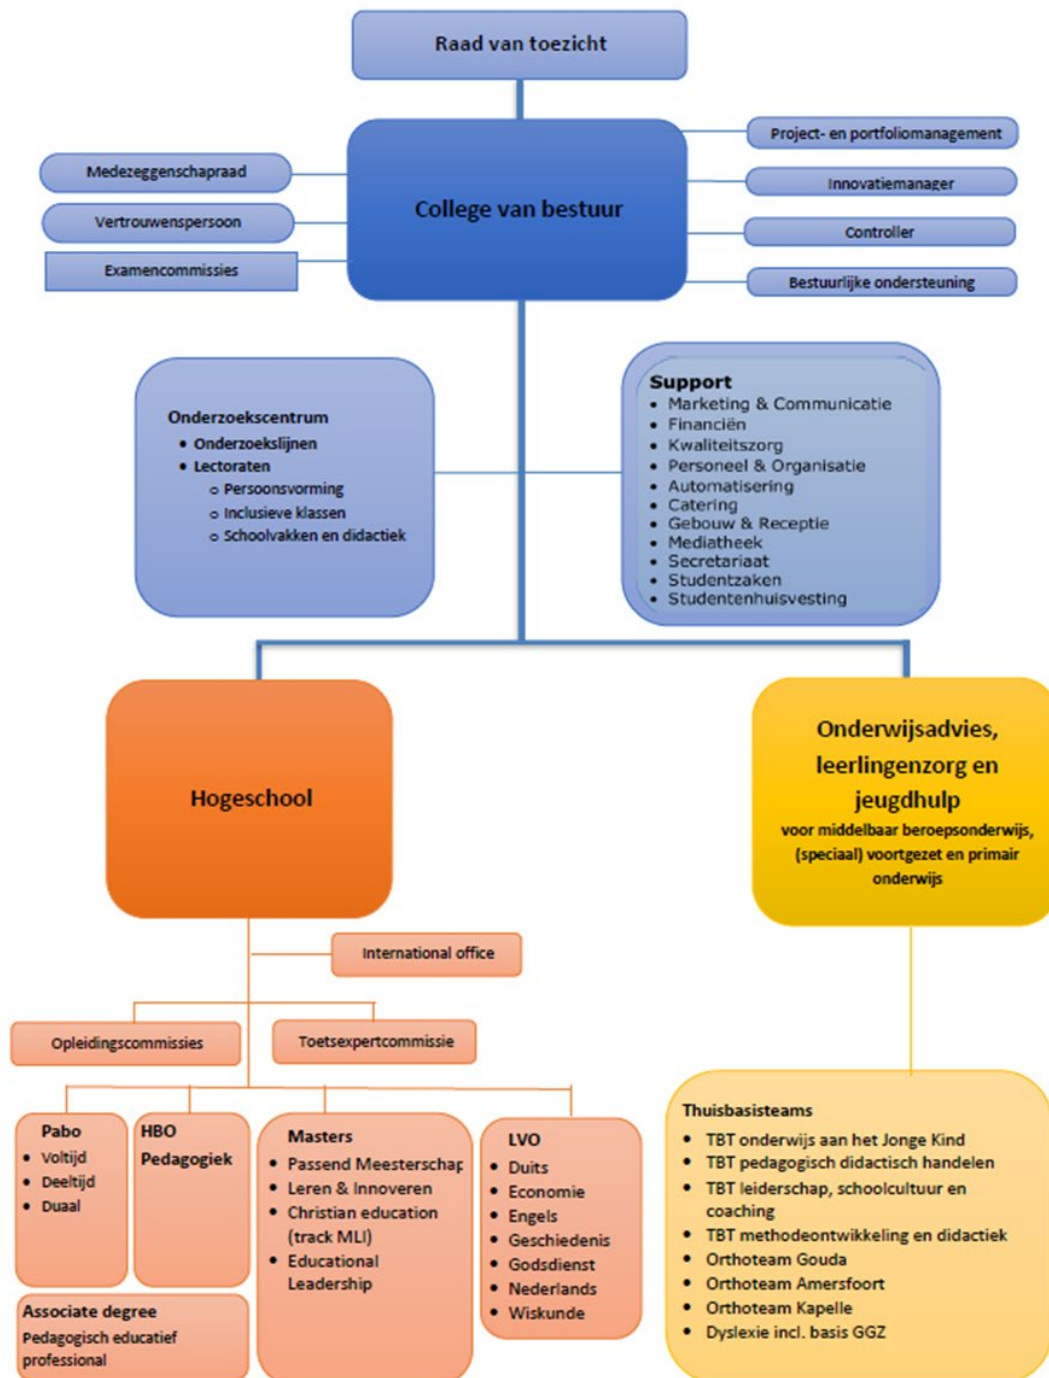 Raad van toezicht
College van bestuur
Medezeggenschapraad
Vertrouwenspersoon
Examencommissies
Project- en portfoliomanagement
Innovatiemanager
Controller
Bestuurlijke ondersteuning
Onderzoekscentrum
• Onderzoekslijnen
• Lectoraten
o Persoonsvorming
o Inclusieve klassen
o Schoolvakken en didactiek
Support
• Marketing & Communicatie
• Financiën
• Kwaliteitszorg
• Personeel & Organisatie
• Automatisering
• Catering
• Gebouw & Receptie
• Mediatheek
• Secretariaat
• Studentzaken
• Studentenhuisvesting
Hogeschool
Onderwijsadvies,
leerlingenzorg en
jeugdhulp
voor middelbaar beroepsonderwijs,
(speciaal) voortgezet en primair
onderwijs
International office
Opleidingscommissies
Toetsexpertcommissie
Pabo
• Voltijd
• Deeltijd
• Duaal
HBO
Pedagogiek
Associate degree
Pedagogisch educatief
professional
Masters
• Passend Meesterschap
• Leren & Innoveren
• Christian education
(track MLI)
• Educational
Leadership
LVO
• Duits
• Economie
• Engels
• Geschiedenis
• Godsdienst
• Nederlands
• Wiskunde
Thuisbasisteams
• TBT onderwijs aan het Jonge Kind
• TBT pedagogisch didactisch handelen
• TBT leiderschap, schoolcultuur en
coaching
• TBT methodeontwikkeling en didactiek
• Orthoteam Gouda
• Orthoteam Amersfoort
• Orthoteam Kapelle
• Dyslexie incl. basis GGZ